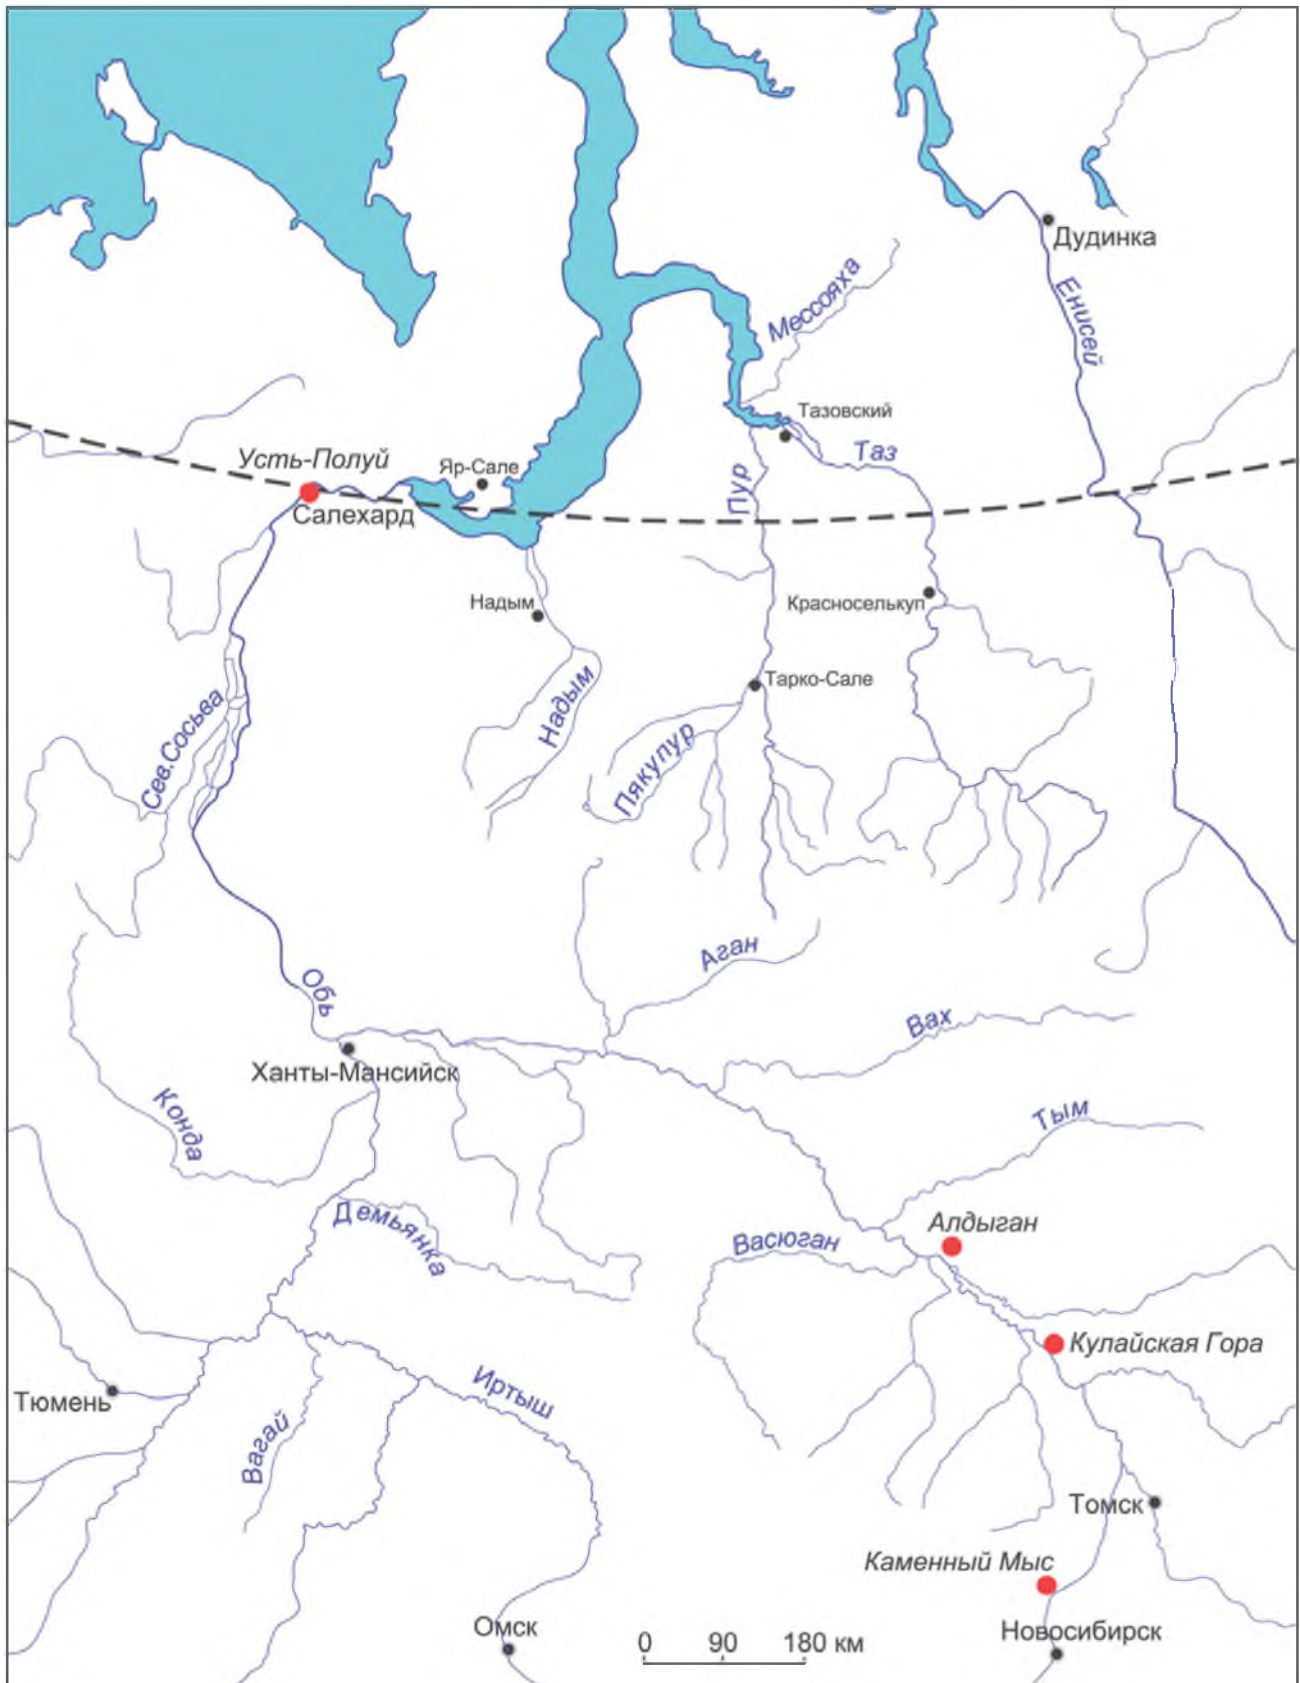 Дудинка
Мессояха
Енисей
Тазовский
Таз
Усть-Полуй
Яр-Сале
Пур
Салехард
Надым
Красноселькуп
Тарко-Сале
Надым
Сев.Сосьва
Пякупур
Аган
Обь
Вах
Ханты-Мансийск
Конда
Тым
Демьянка
Алдыган
Васюган
Кулайская Гора
Иртыш
Тюмень
Вагай
Томск
Каменный Мыс
Омск
0 90 180 км
Новосибирск